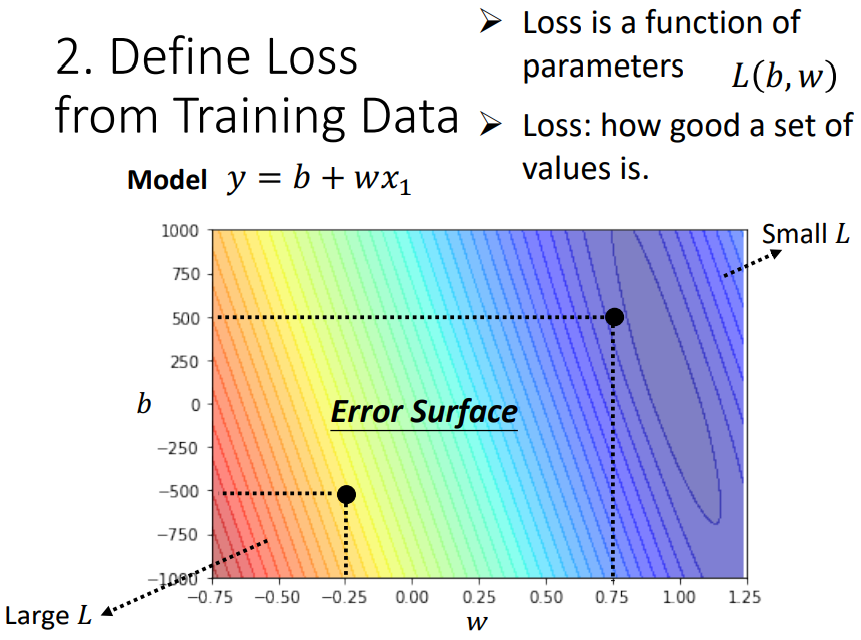 2. Define Loss
from Training Data
➢ Loss is a function of
parameters L(b, w)
➢ Loss: how good a set of
values is.
Model y = b + wx₁
Small L
1000
750
500
250
0
−250
−500
−750
−1000
b
Error Surface
Large L
−0.75 −0.50 −0.25 0.00 0.25 0.50 0.75 1.00 1.25
w